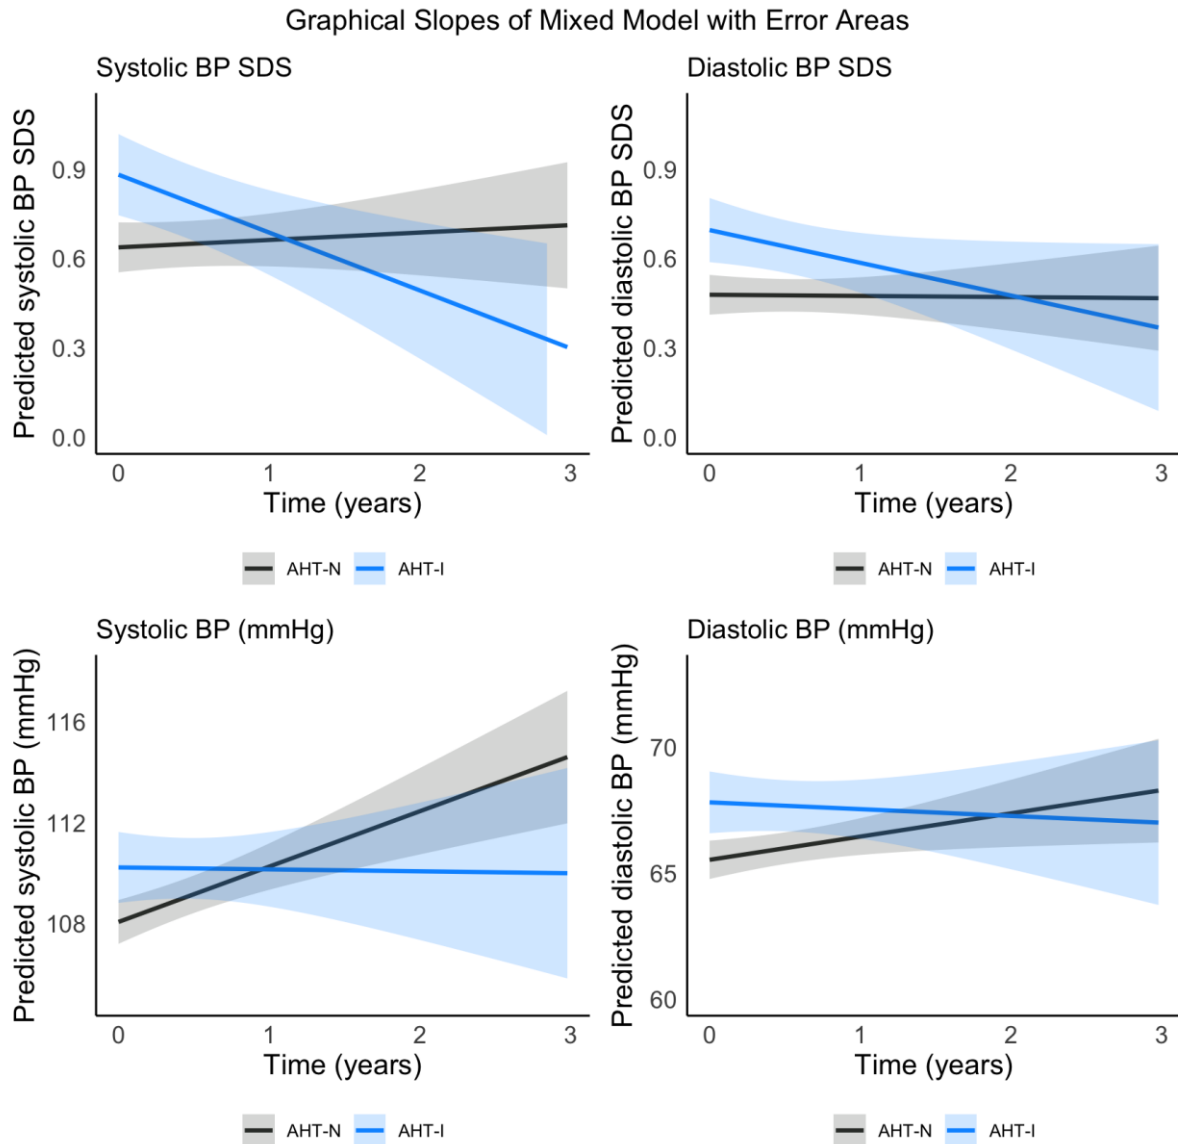 Graphical Slopes of Mixed Model with Error Areas
Systolic BP SDS
Predicted systolic BP SDS
0.9
0.6
0.3
0.0
0 1 2 3
Time (years)
AHT-N AHT-I
Diastolic BP SDS
Predicted diastolic BP SDS
0.9
0.6
0.3
0.0
0 1 2 3
Time (years)
AHT-N AHT-I
Systolic BP (mmHg)
Predicted systolic BP (mmHg)
116
112
108
0 1 2 3
Time (years)
AHT-N AHT-I
Diastolic BP (mmHg)
Predicted diastolic BP (mmHg)
70
65
60
0 1 2 3
Time (years)
AHT-N AHT-I